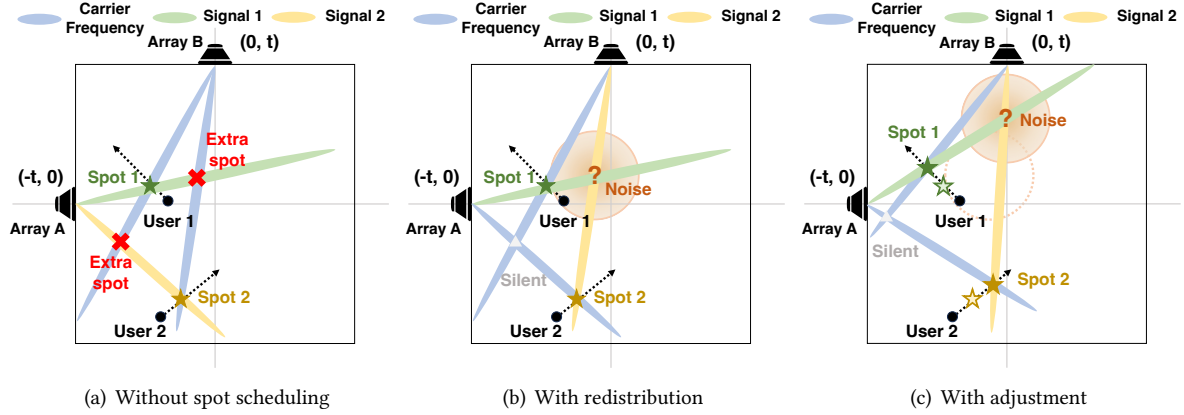 Carrier
Frequency
Signal 1
Signal 2
Array B
(0, t)
Extra
spot
Spot 1
(-t, 0)
User 1
Array A
Extra
spot
Spot 2
User 2
(a) Without spot scheduling
Carrier
Frequency
Signal 1
Signal 2
Array B
(0, t)
?
Spot 1
Noise
(-t, 0)
User 1
Array A
Silent
Spot 2
User 2
(b) With redistribution
Carrier
Frequency
Signal 1
Signal 2
Array B
(0, t)
?
Noise
Spot 1
(-t, 0)
User 1
Array A
Silent
Spot 2
User 2
(c) With adjustment